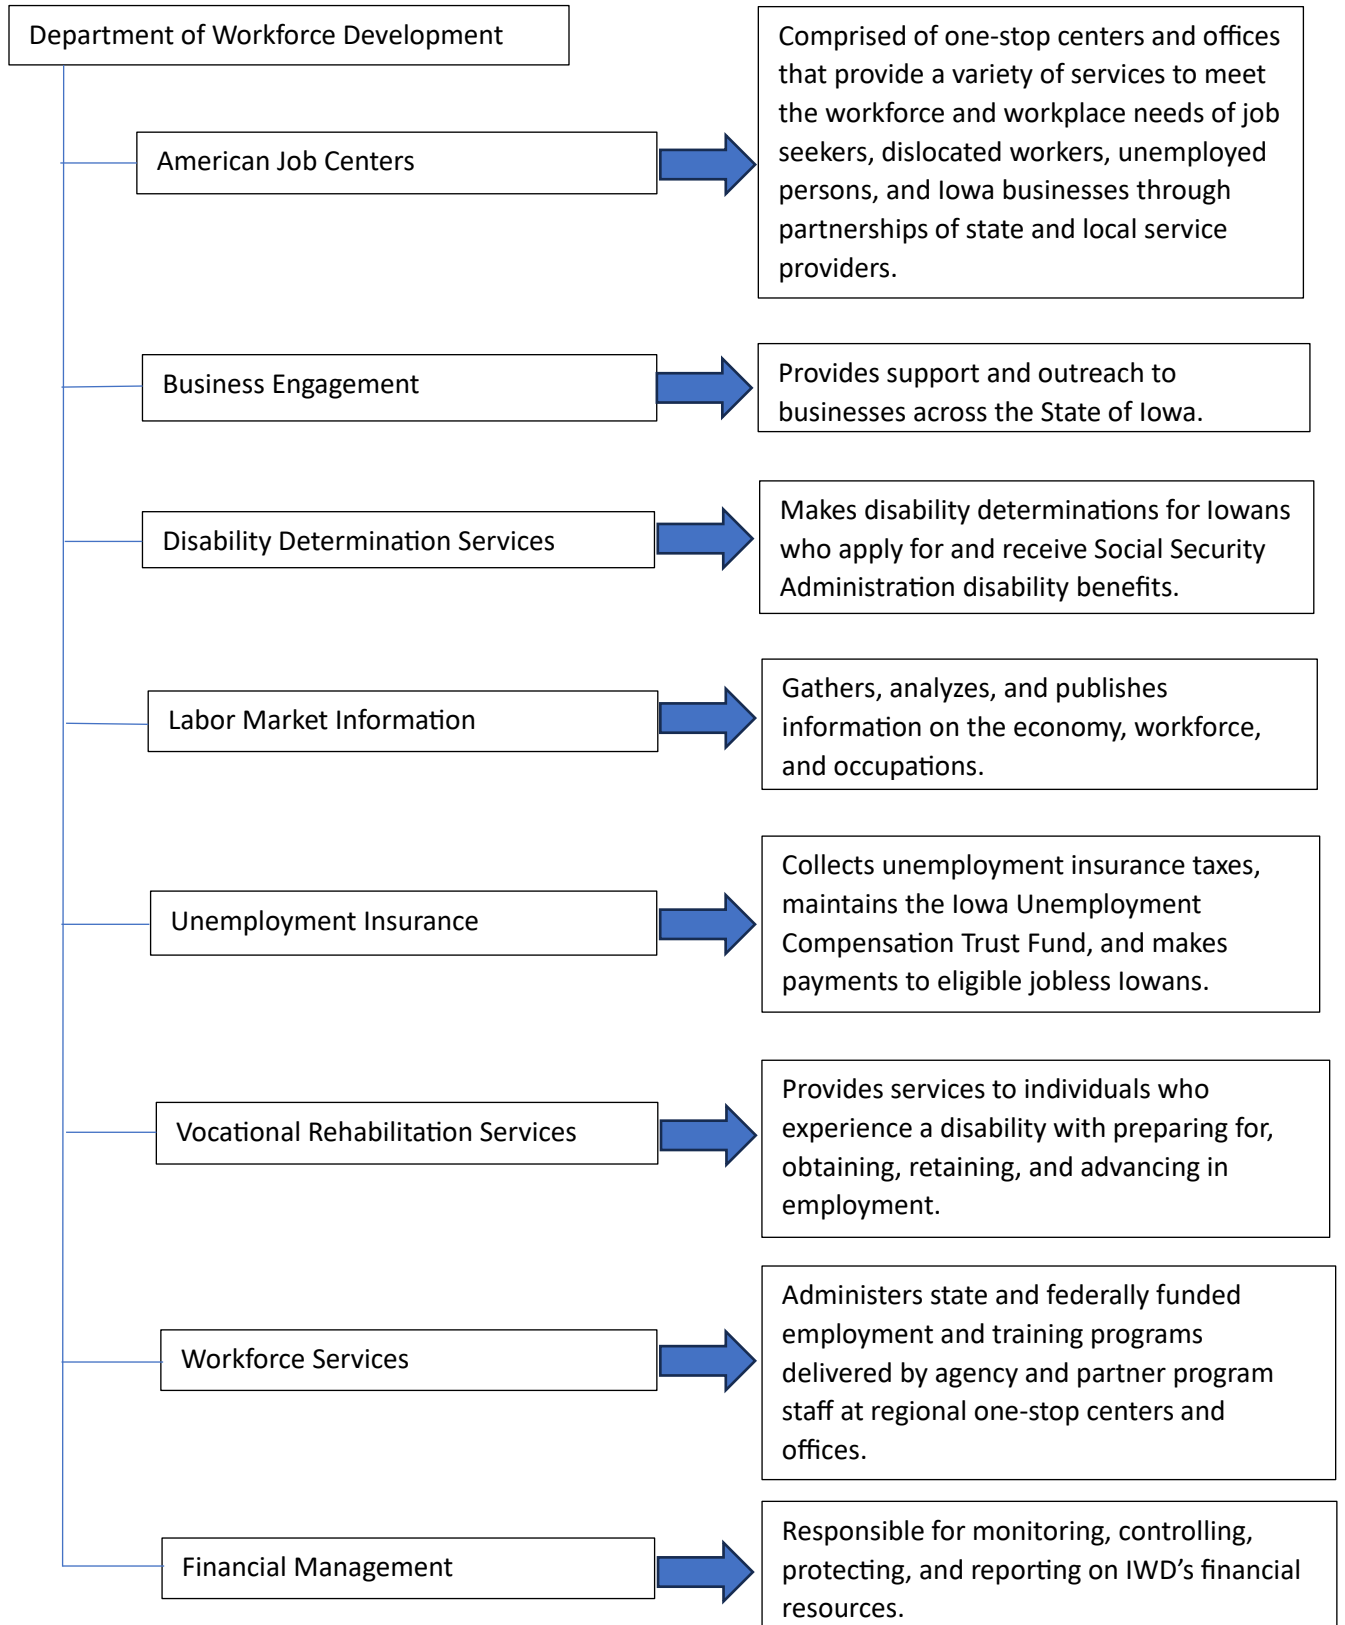 Department of Workforce Development
American Job Centers
Comprised of one-stop centers and offices
that provide a variety of services to meet
the workforce and workplace needs of job
seekers, dislocated workers, unemployed
persons, and Iowa businesses through
partnerships of state and local service
providers.
Business Engagement
Provides support and outreach to
businesses across the State of Iowa.
Disability Determination Services
Makes disability determinations for Iowans
who apply for and receive Social Security
Administration disability benefits.
Labor Market Information
Gathers, analyzes, and publishes
information on the economy, workforce,
and occupations.
Unemployment Insurance
Collects unemployment insurance taxes,
maintains the Iowa Unemployment
Compensation Trust Fund, and makes
payments to eligible jobless Iowans.
Vocational Rehabilitation Services
Provides services to individuals who
experience a disability with preparing for,
obtaining, retaining, and advancing in
employment.
Workforce Services
Administers state and federally funded
employment and training programs
delivered by agency and partner program
staff at regional one-stop centers and
offices.
Financial Management
Responsible for monitoring, controlling,
protecting, and reporting on IWD’s financial
resources.